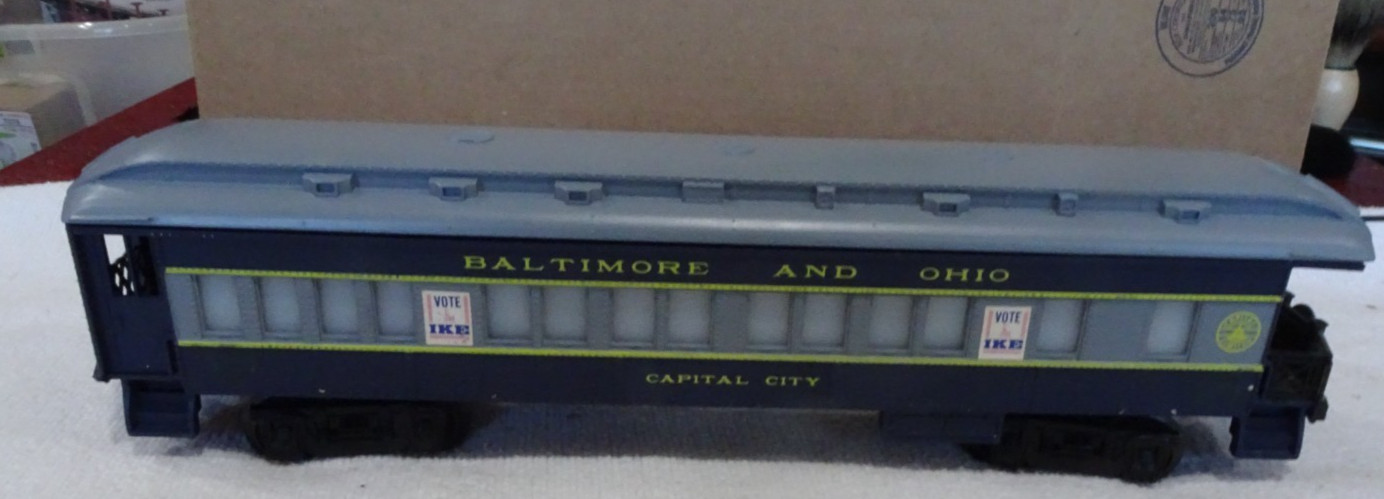 BALTIMORE AND OHIO
VOTE
IKE
VOTE
IKE
CAPITAL CITY